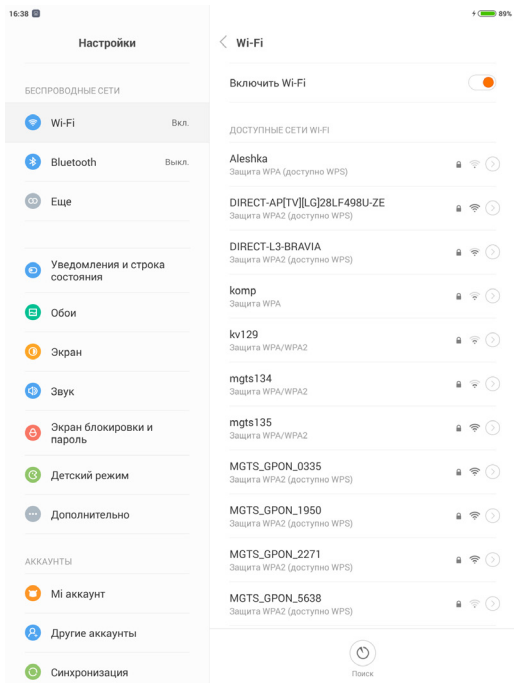 16:38
89%
Настройки
БЕСПРОВОДНЫЕ СЕТИ
Wi-Fi
Вкл.
Bluetooth
Выкл.
Еще
Уведомления и строка
состояния
Обои
Экран
Звук
Экран блокировки и
пароль
Детский режим
Дополнительно
АККАУНТЫ
Mi аккаунт
Другие аккаунты
Синхронизация
Wi-Fi
Включить Wi-Fi
ДОСТУПНЫЕ СЕТИ WI-FI
Aleshka
Защита WPA (доступно WPS)
DIRECT-AP[TV][LG]28LF498U-ZE
Защита WPA2 (доступно WPS)
DIRECT-L3-BRAVIA
Защита WPA2 (доступно WPS)
komp
Защита WPA
kv129
Защита WPA/WPA2
mgts134
Защита WPA/WPA2
mgts135
Защита WPA/WPA2
MGTS_GPON_0335
Защита WPA2 (доступно WPS)
MGTS_GPON_1950
Защита WPA2 (доступно WPS)
MGTS_GPON_2271
Защита WPA2 (доступно WPS)
MGTS_GPON_5638
Защита WPA2 (доступно WPS)
Поиск